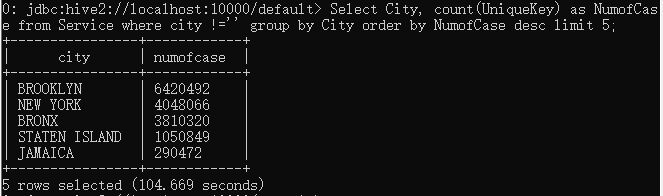 0: jdbc:hive2://localhost:10000/default> Select City, count(UniqueKey) as NumofCas
e from Service where city !='' group by City order by NumofCase desc limit 5;
+----------------+-------------+
| city | numofcase |
+----------------+-------------+
| BROOKLYN | 6420492 |
| NEW YORK | 4048066 |
| BRONX | 3810320 |
| STATEN ISLAND | 1050849 |
| JAMAICA | 290472 |
+----------------+-------------+
5 rows selected (104.669 seconds)